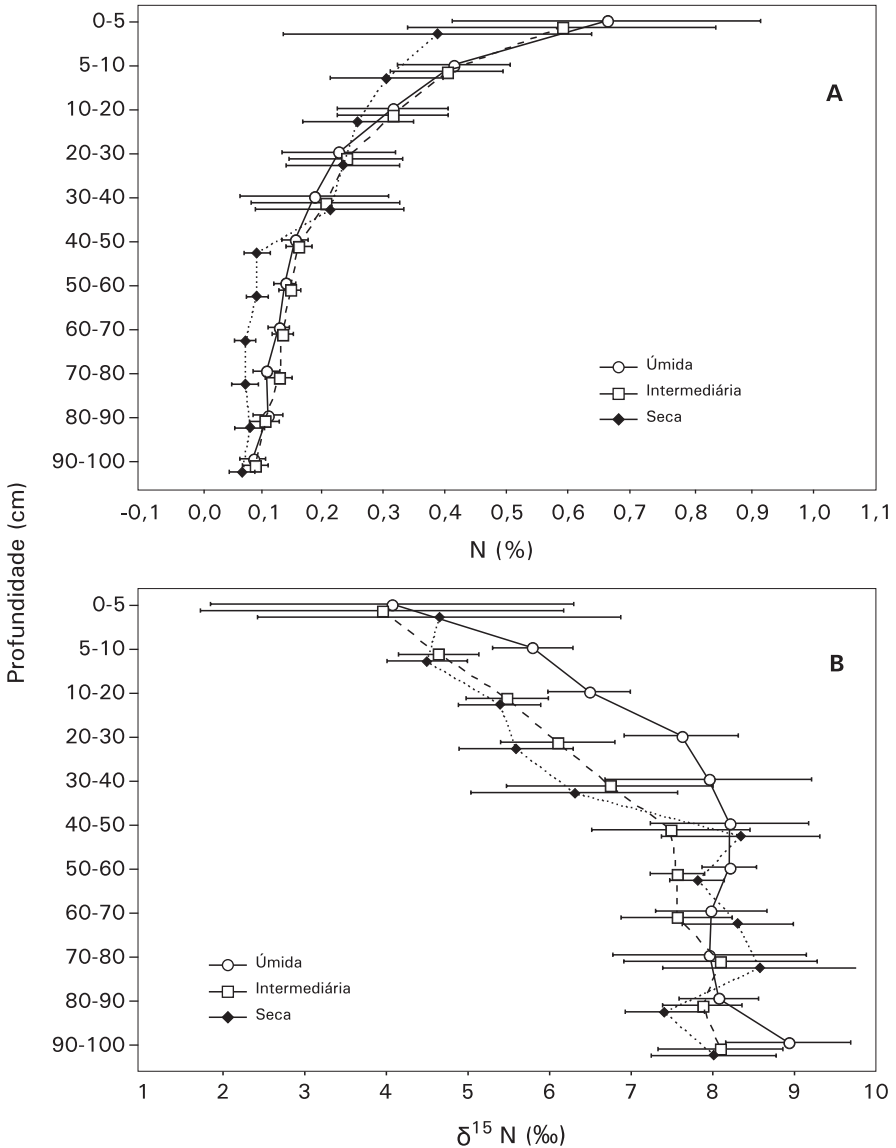 0-5
5-10
10-20
20-30
30-40
40-50
50-60
60-70
70-80
80-90
90-100
A
Úmida
Intermediária
Seca
-0,1 0,0 0,1 0,2 0,3 0,4 0,5 0,6 0,7 0,8 0,9 1,0 1,1
N (%)
Profundidade (cm)
0-5
5-10
10-20
20-30
30-40
40-50
50-60
60-70
70-80
80-90
90-100
B
Úmida
Intermediária
Seca
1 2 3 4 5 6 7 8 9 10
δ¹⁵ N (‰)